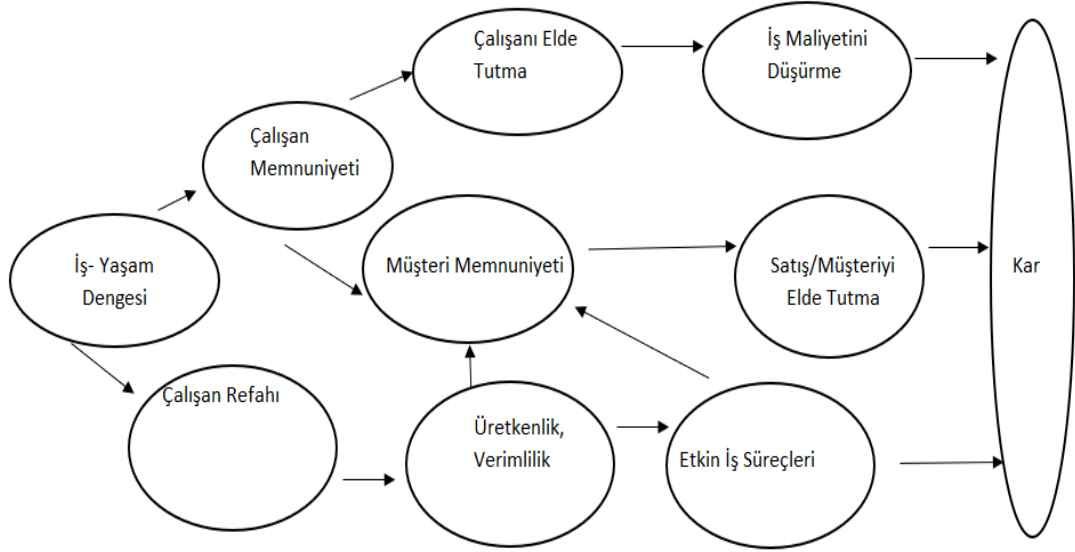 Çalışanı Elde
Tutma
İş Maliyetini
Düşürme
Çalışan
Memnuniyeti
İş- Yaşam
Dengesi
Müşteri Memnuniyeti
Satış/Müşteriyi
Elde Tutma
Kar
Çalışan Refahı
Üretkenlik,
Verimlilik
Etkin İş Süreçleri